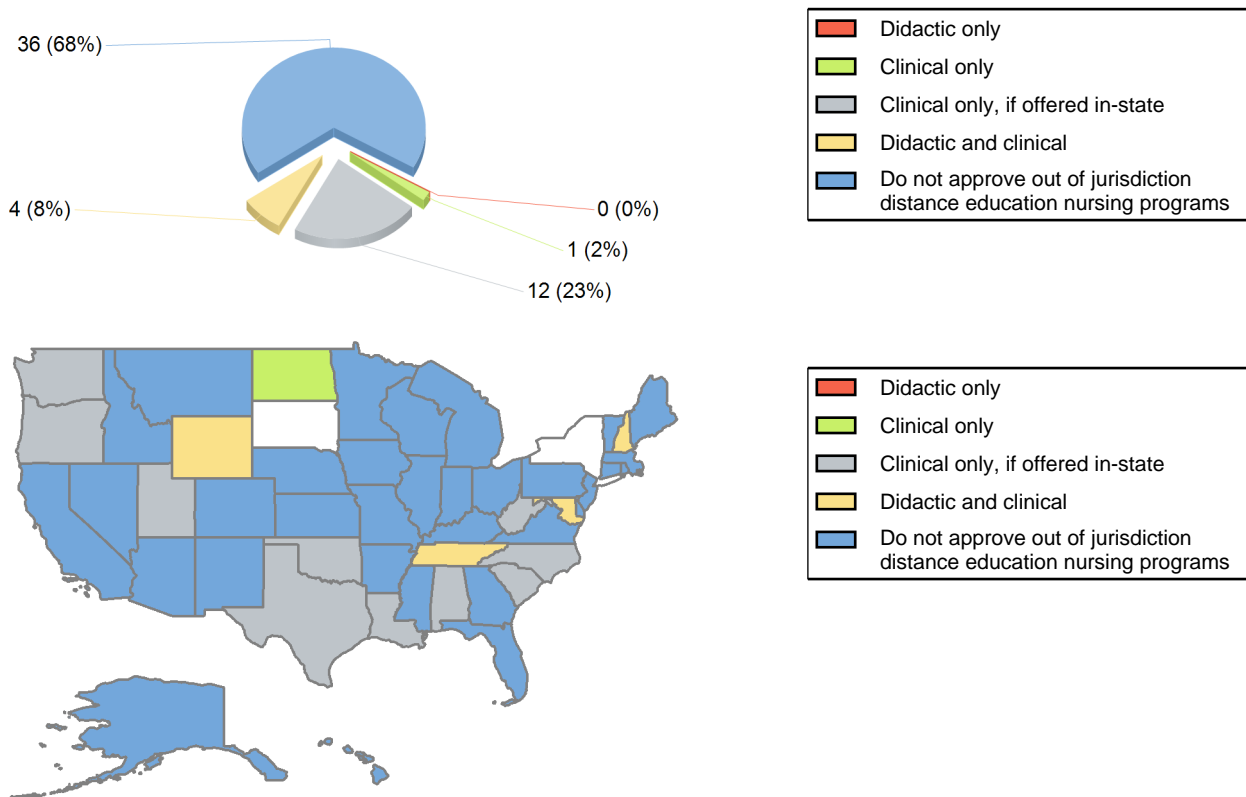 36 (68%)
4 (8%)
0 (0%)
1 (2%)
12 (23%)
Didactic only
Clinical only
Clinical only, if offered in-state
Didactic and clinical
Do not approve out of jurisdiction
distance education nursing programs
Didactic only
Clinical only
Clinical only, if offered in-state
Didactic and clinical
Do not approve out of jurisdiction
distance education nursing programs